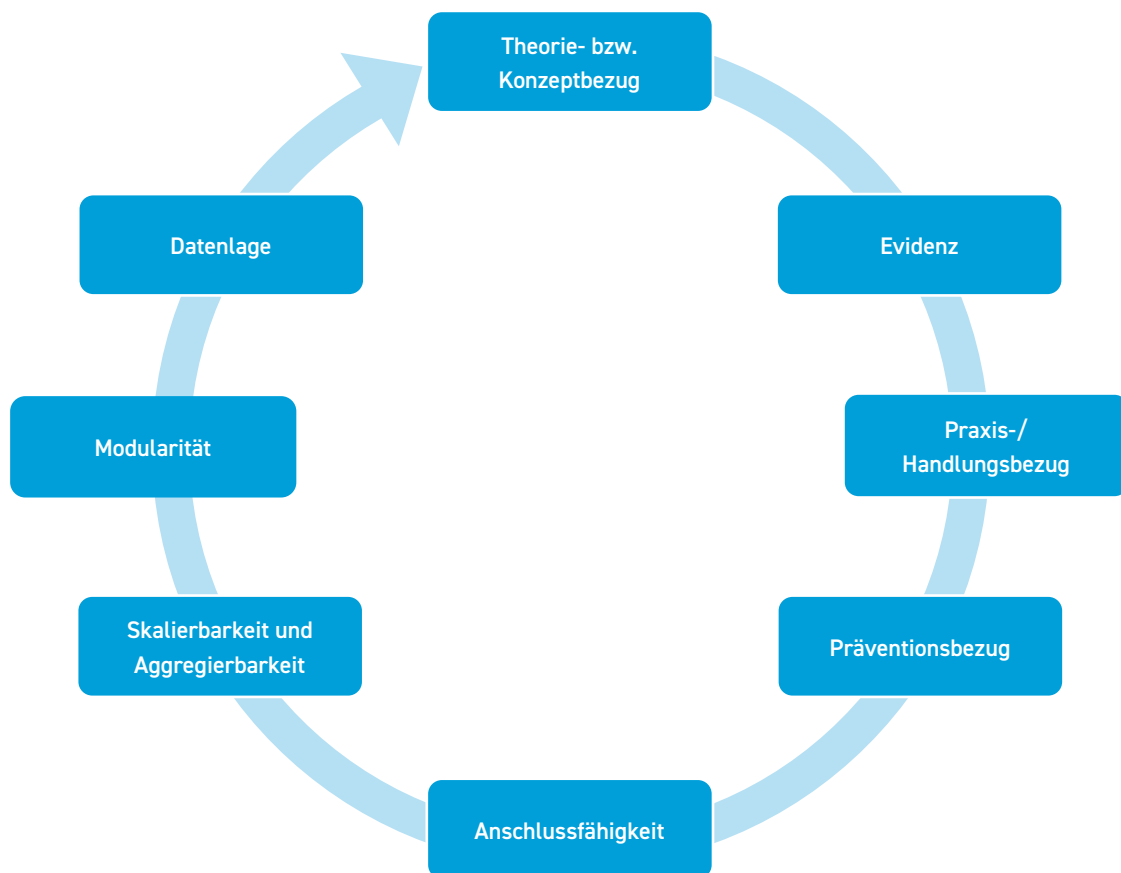 Theorie- bzw.
Konzeptbezug
Evidenz
Praxis-/
Handlungsbezug
Präventionsbezug
Anschlussfähigkeit
Skalierbarkeit und
Aggregierbarkeit
Modularität
Datenlage